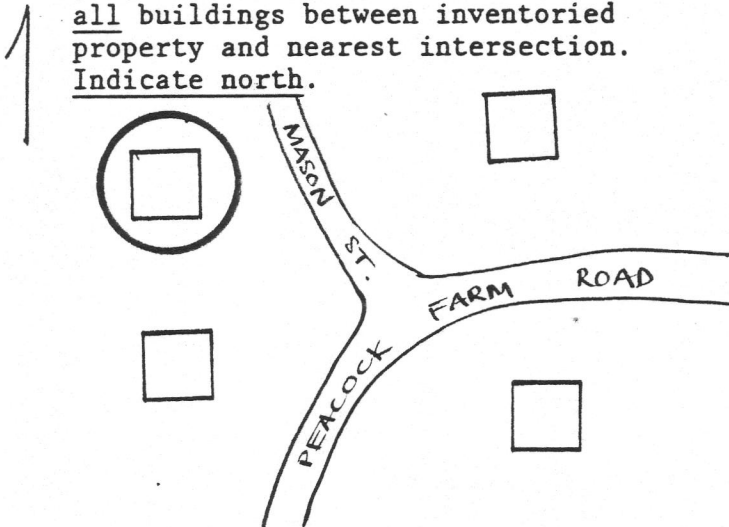 all buildings between inventoried
property and nearest intersection.
Indicate north.
MASON ST.
PEACOCK FARM ROAD